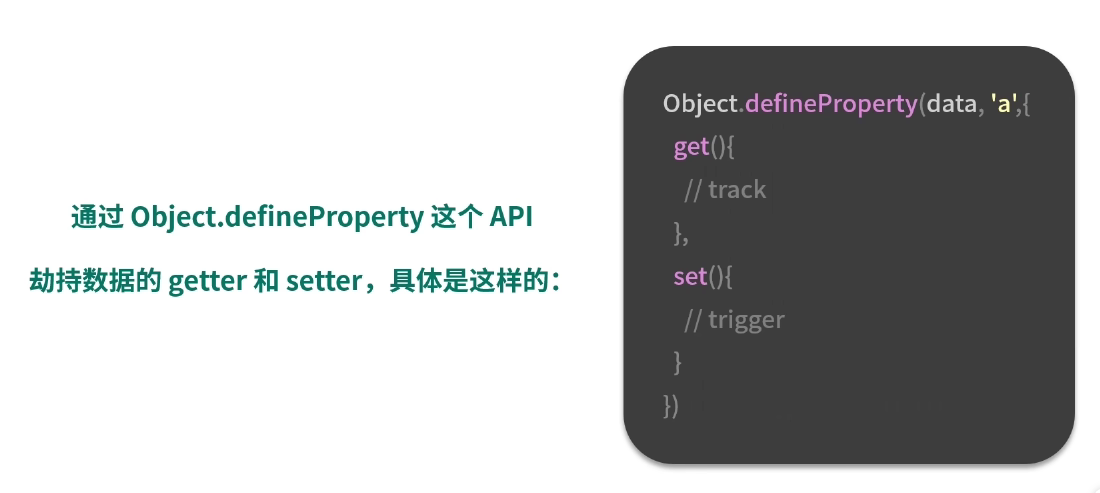 通过 Object.defineProperty 这个 API
劫持数据的 getter 和 setter，具体是这样的：
Object.defineProperty(data, 'a',{
get(){
// track
},
set(){
// trigger
}
})